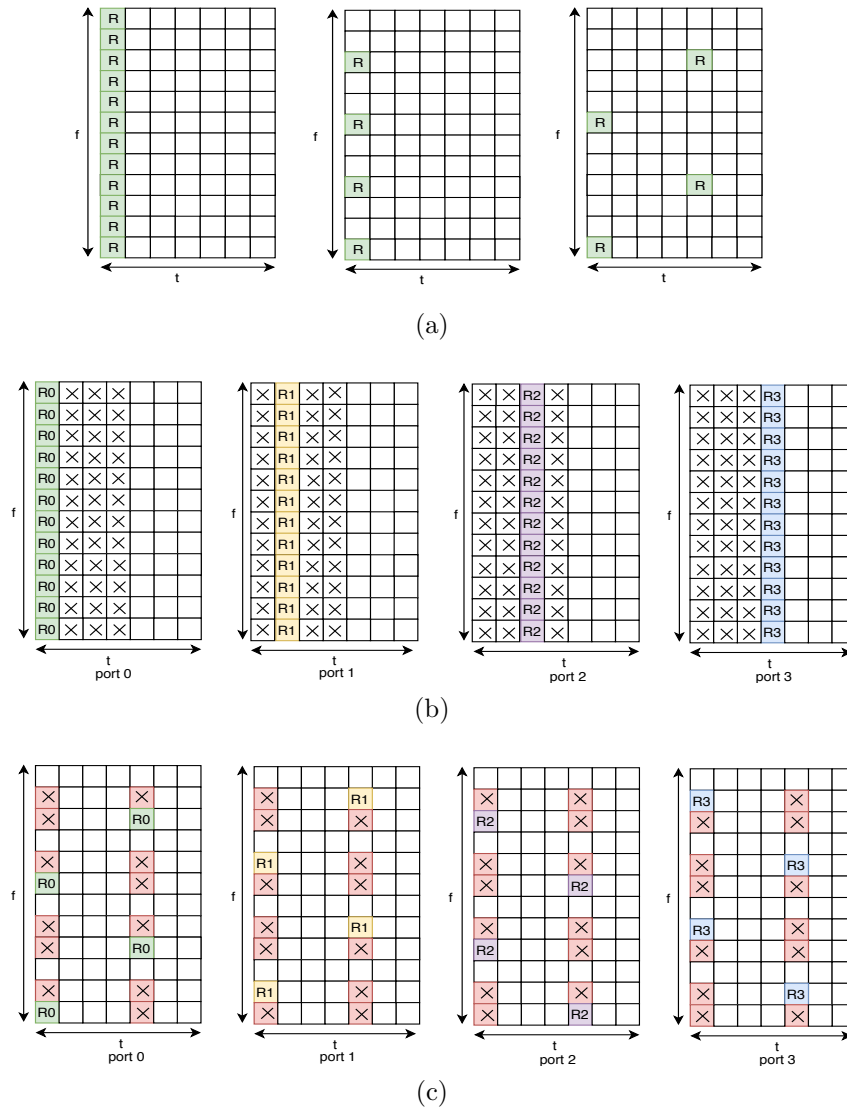 R
R
R R R
R
R
R R R
f f f
R
R
R R R
R
R
R R R
t t t
(a)
R0 R1 R2 R3
R0 R1 R2 R3
R0 R1 R2 R3
R0 R1 R2 R3
R0 R1 R2 R3
R0 R1 R2 R3
f f f f
R0 R1 R2 R3
R0 R1 R2 R3
R0 R1 R2 R3
R0 R1 R2 R3
R0 R1 R2 R3
R0 R1 R2 R3
t t t t
port 0 port 1 port 2 port 3
(b)
R1 R3
R0 R2
R1 R3
R0 R2
f f f f
R1 R3
R0 R2
R1 R3
R0 R2
t t t t
port 0 port 1 port 2 port 3
(c)